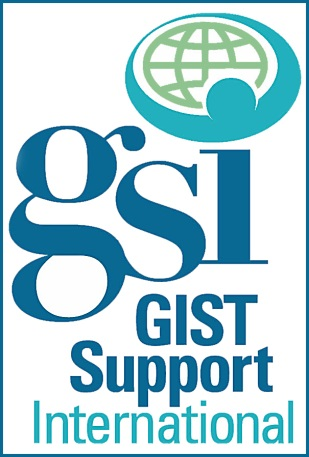 gsi
GIST
Support
International